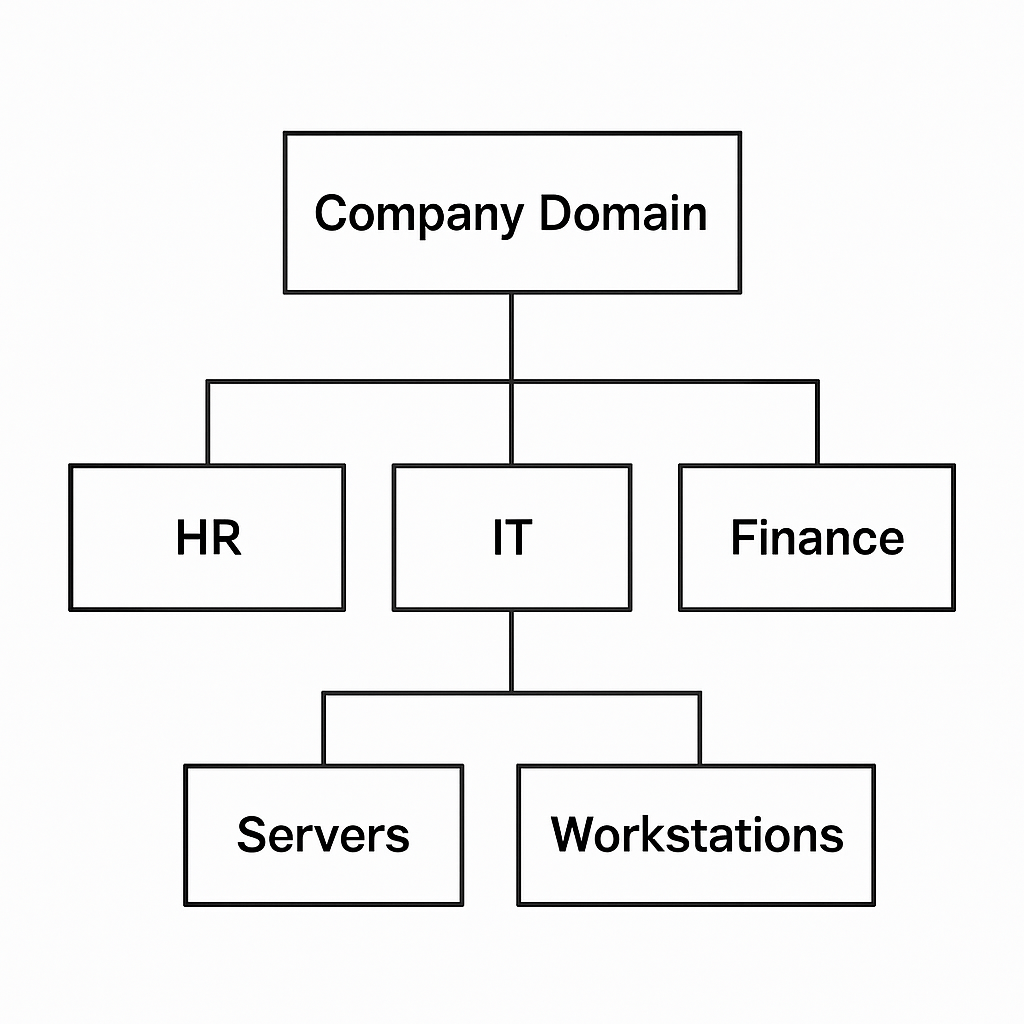 Company Domain
HR
IT
Finance
Servers
Workstations